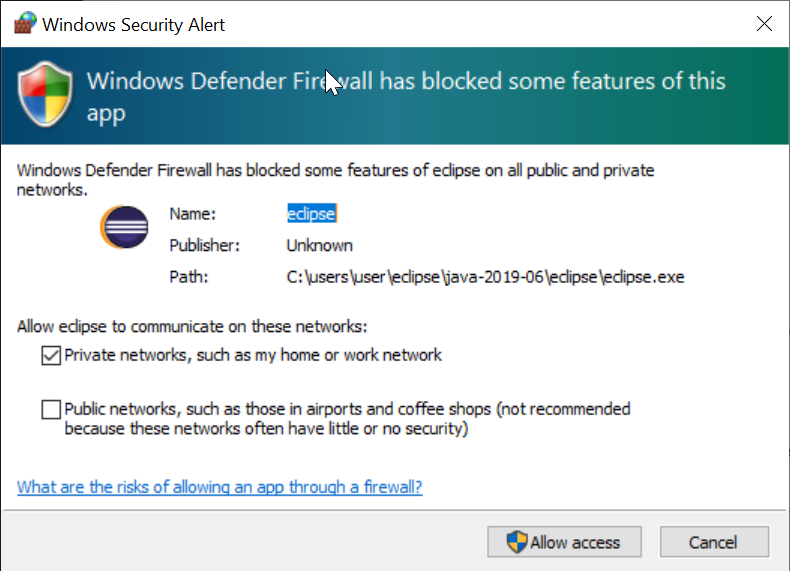 Windows Security Alert
Windows Defender Firewall has blocked some features of this
app
Windows Defender Firewall has blocked some features of eclipse on all public and private
networks.
Name: eclipse
Publisher: Unknown
Path: C:\users\user\eclipse\java-2019-06\eclipse\eclipse.exe
Allow eclipse to communicate on these networks:
Private networks, such as my home or work network
Public networks, such as those in airports and coffee shops (not recommended
because these networks often have little or no security)
What are the risks of allowing an app through a firewall?
Allow access Cancel